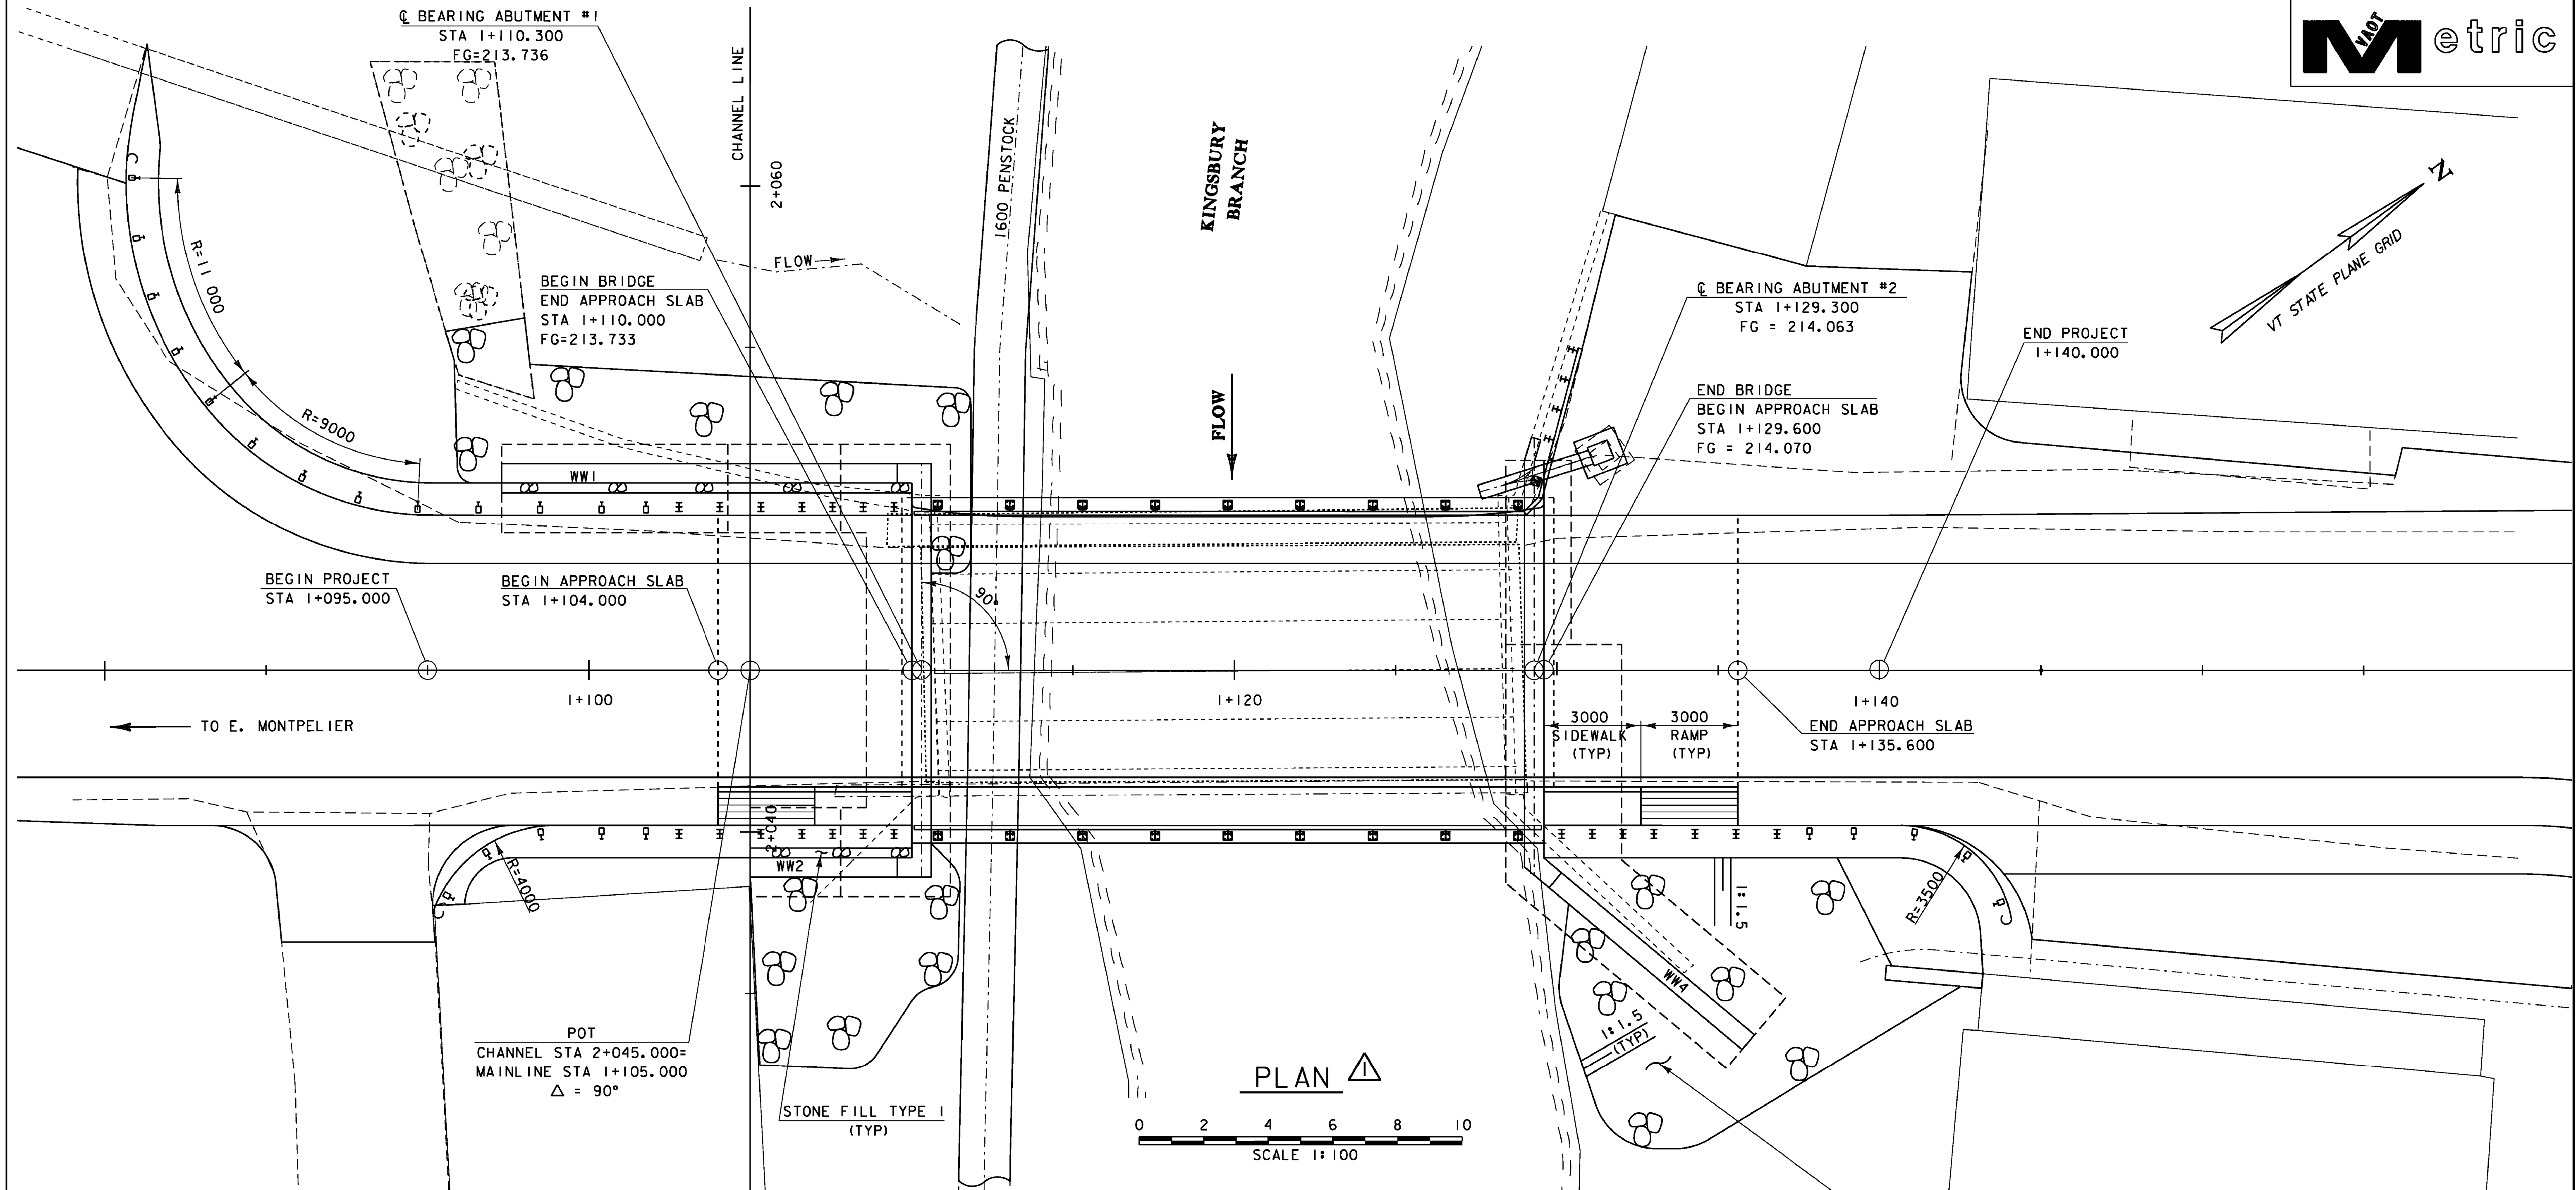 VAOT
Metric
℄ BEARING ABUTMENT #1
STA 1+110.300
FG=213.736
CHANNEL LINE
2+060
1600 PENSTOCK
KINGSBURY
BRANCH
N
VT STATE PLANE GRID
R=11 000
FLOW
BEGIN BRIDGE
END APPROACH SLAB
STA 1+110.000
FG=213.733
℄ BEARING ABUTMENT #2
STA 1+129.300
FG = 214.063
END PROJECT
1+140.000
FLOW
END BRIDGE
BEGIN APPROACH SLAB
STA 1+129.600
FG = 214.070
R=9000
WW1
BEGIN PROJECT
STA 1+095.000
BEGIN APPROACH SLAB
STA 1+104.000
90°
1+100
1+120
1+140
TO E. MONTPELIER
3000
SIDEWALK
(TYP)
3000
RAMP
(TYP)
END APPROACH SLAB
STA 1+135.600
2+040
WW2
R=4000
1:1.5
R=3500
WW4
1:1.5
(TYP)
POT
CHANNEL STA 2+045.000=
MAINLINE STA 1+105.000
Δ = 90°
STONE FILL TYPE 1
(TYP)
PLAN 1
0 2 4 6 8 10
SCALE 1:100